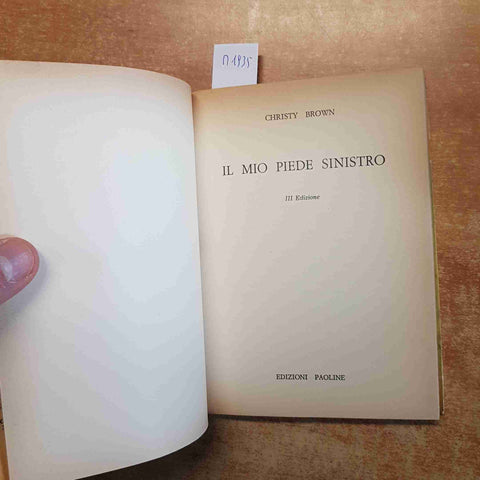 n 1935
CHRISTY BROWN
IL MIO PIEDE SINISTRO
III Edizione
EDIZIONI PAOLINE